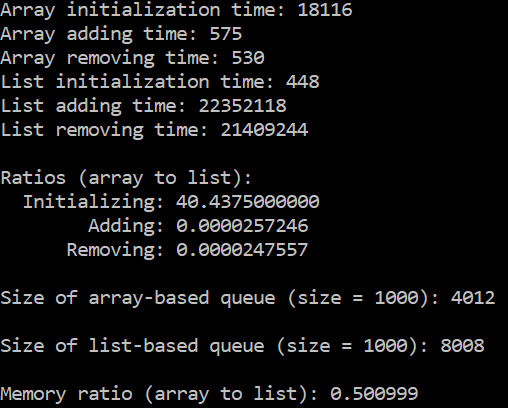 Array initialization time: 18116
Array adding time: 575
Array removing time: 530
List initialization time: 448
List adding time: 22352118
List removing time: 21409244
Ratios (array to list):
Initializing: 40.4375000000
Adding: 0.0000257246
Removing: 0.0000247557
Size of array-based queue (size = 1000): 4012
Size of list-based queue (size = 1000): 8008
Memory ratio (array to list): 0.500999